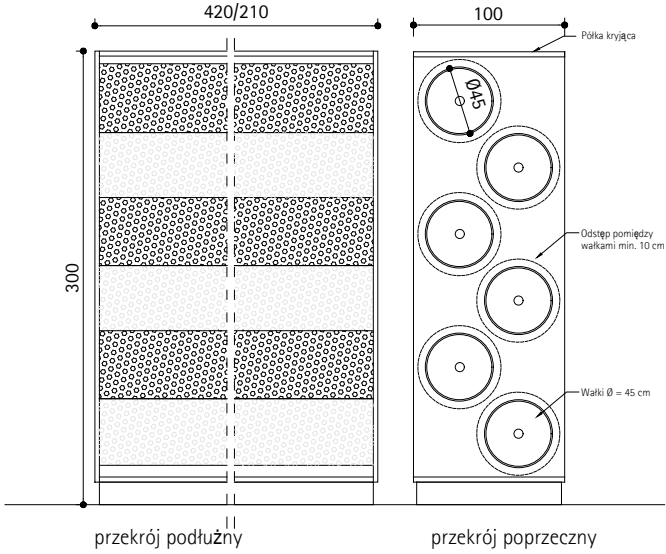 420/210
100
Półka kryjąca
Ø45
300
Odstęp pomiędzy
wałkami min. 10 cm
Wałki Ø = 45 cm
przekrój podłużny
przekrój poprzeczny